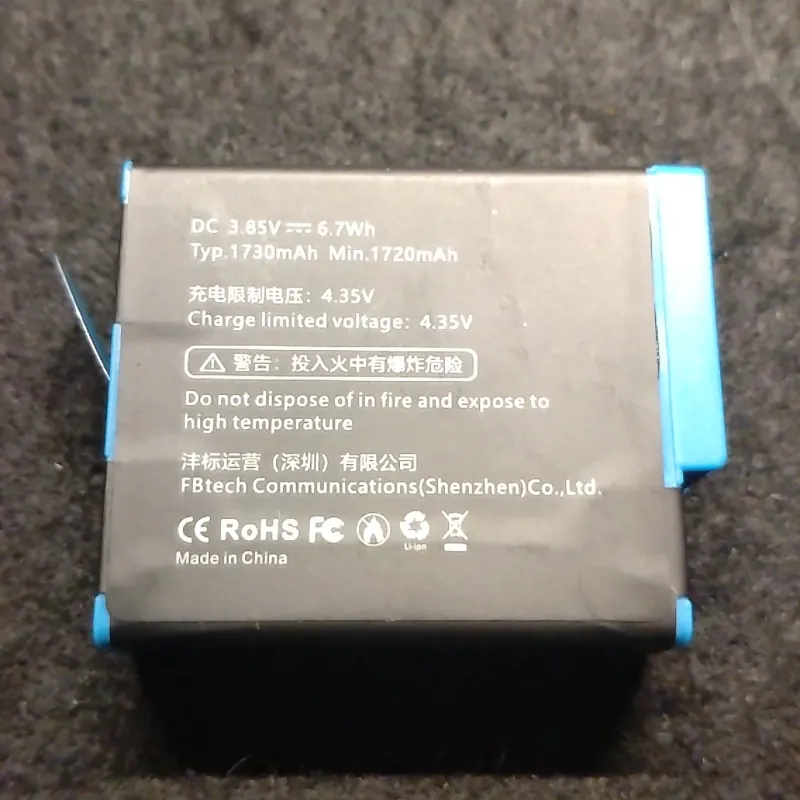 DC 3.85V⎓6.7Wh
Typ.1730mAh Min.1720mAh
充电限制电压：4.35V
Charge limited voltage: 4.35V
警告：投入火中有爆炸危险
Do not dispose of in fire and expose to
high temperature
沣标运营（深圳）有限公司
FBtech Communications(Shenzhen)Co.,Ltd.
CE RoHS FC
Li-ion
Made in China